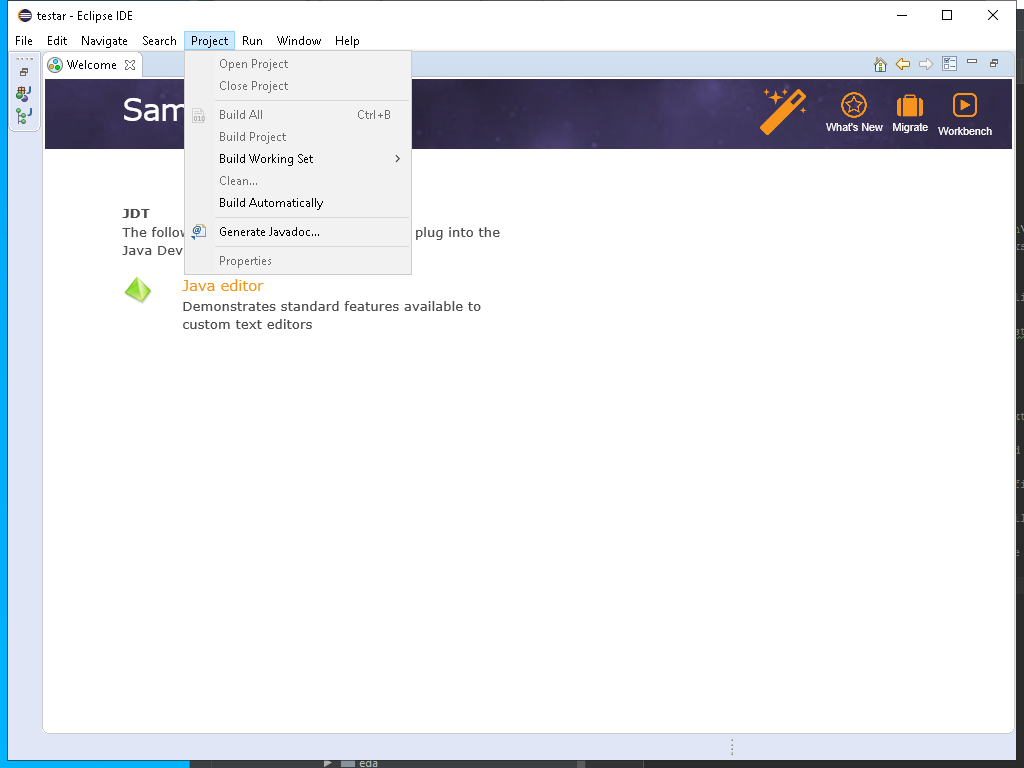 testar - Eclipse IDE
File Edit Navigate Search Project Run Window Help
Welcome
Sam
What's New Migrate Workbench
Open Project
Close Project
Build All Ctrl+B
Build Project
Build Working Set
Clean...
Build Automatically
Generate Javadoc...
Properties
JDT
The follow plug into the
Java Dev
Java editor
Demonstrates standard features available to
custom text editors
eda